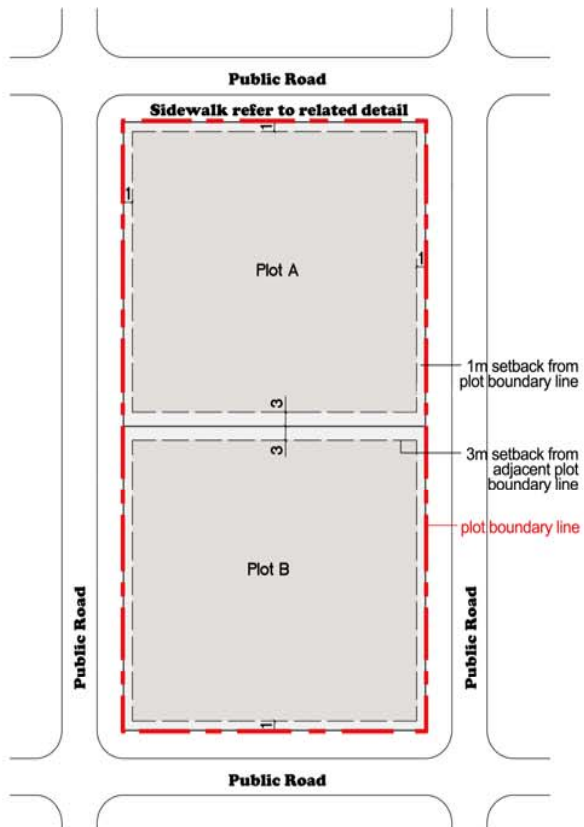 Public Road
Sidewalk refer to related detail
1
1
Plot A
1
1m setback from
plot boundary line
3
3
3m setback from
adjacent plot
boundary line
plot boundary line
Plot B
Public Road
Public Road
1
Public Road